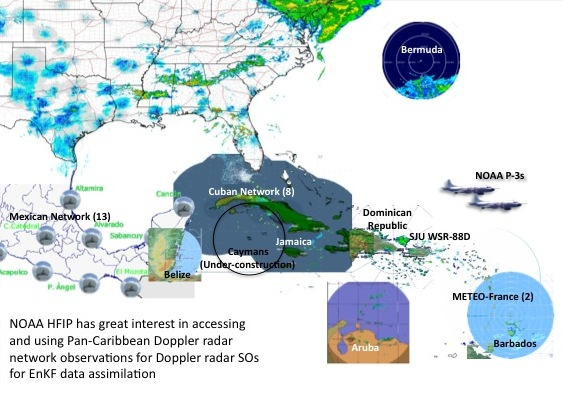 Bermuda
NOAA P-3s
Altamira
Cancún
Cuban Network (8)
Mexican Network (13)
Dominican
Republic
C.Catedral
Alvarado
Sabancuy
Jamaica
SJU WSR-88D
Caymans
(Under-construction)
Acapulco
El Mundo
Belize
P. Ángel
METEO-France (2)
Barbados
Aruba
NOAA HFIP has great interest in accessing
and using Pan-Caribbean Doppler radar
network observations for Doppler radar SOs
for EnKF data assimilation